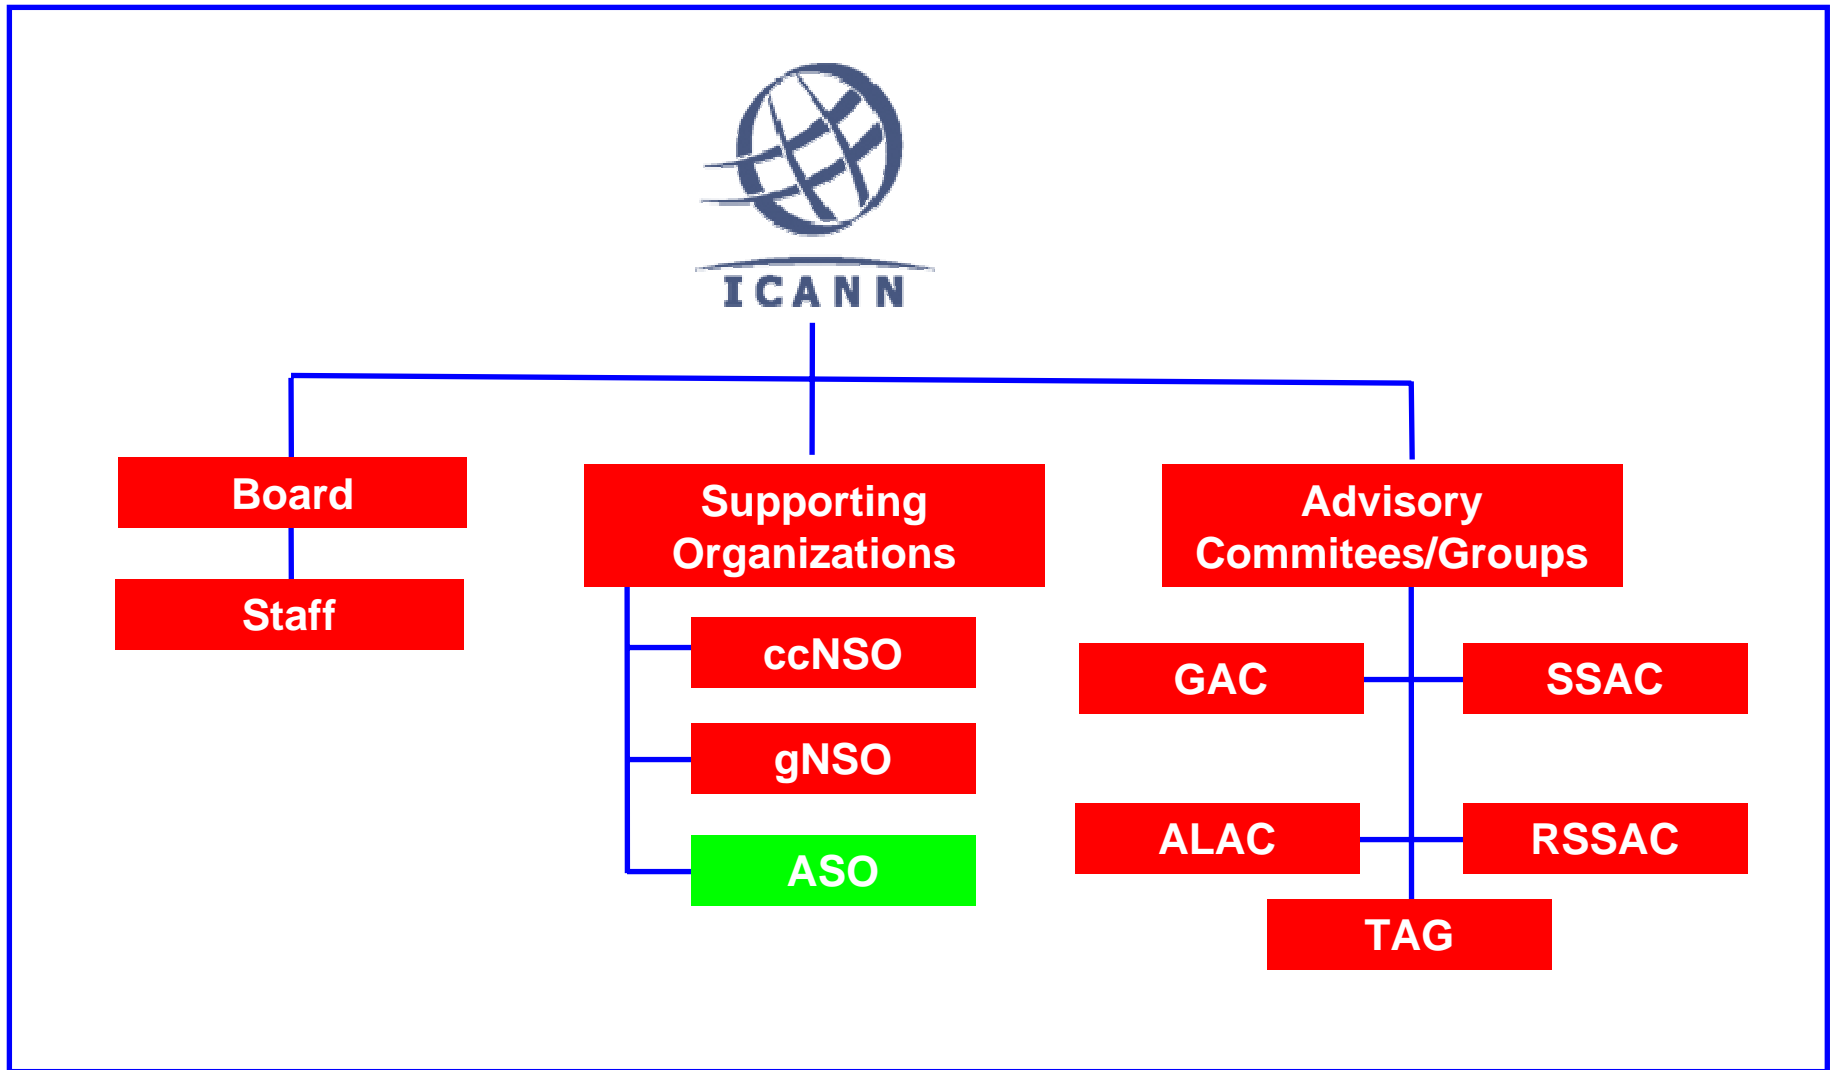 ICANN
Board
Staff
Supporting
Organizations
ccNSO
gNSO
ASO
Advisory
Commitees/Groups
GAC
SSAC
ALAC
RSSAC
TAG